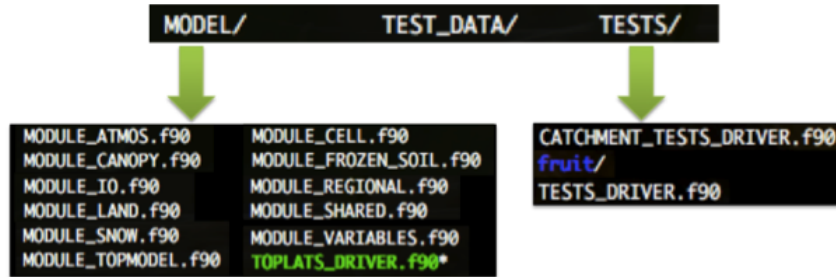 MODEL/ TEST_DATA/ TESTS/
MODULE_ATMOS.f90 MODULE_CELL.f90
MODULE_CANOPY.f90 MODULE_FROZEN_SOIL.f90
MODULE_IO.f90 MODULE_REGIONAL.f90
MODULE_LAND.f90 MODULE_SHARED.f90
MODULE_SNOW.f90 MODULE_VARIABLES.f90
MODULE_TOPMODEL.f90 TOPLATS_DRIVER.f90*
CATCHMENT_TESTS_DRIVER.f90
fruit/
TESTS_DRIVER.f90